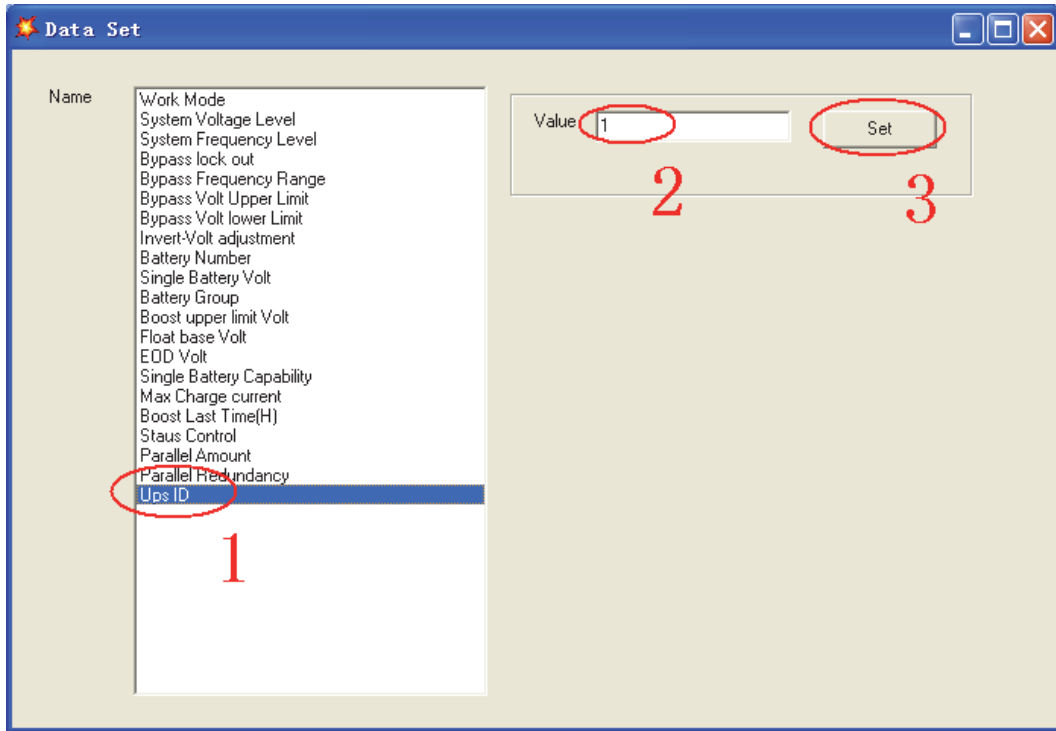 Data Set
Name
Work Mode
System Voltage Level
System Frequency Level
Bypass lock out
Bypass Frequency Range
Bypass Volt Upper Limit
Bypass Volt lower Limit
Invert-Volt adjustment
Battery Number
Single Battery Volt
Battery Group
Boost upper limit Volt
Float base Volt
EOD Volt
Single Battery Capability
Max Charge current
Boost Last Time(H)
Staus Control
Parallel Amount
Parallel Redundancy
Ups ID
1
Value 1
2
Set
3